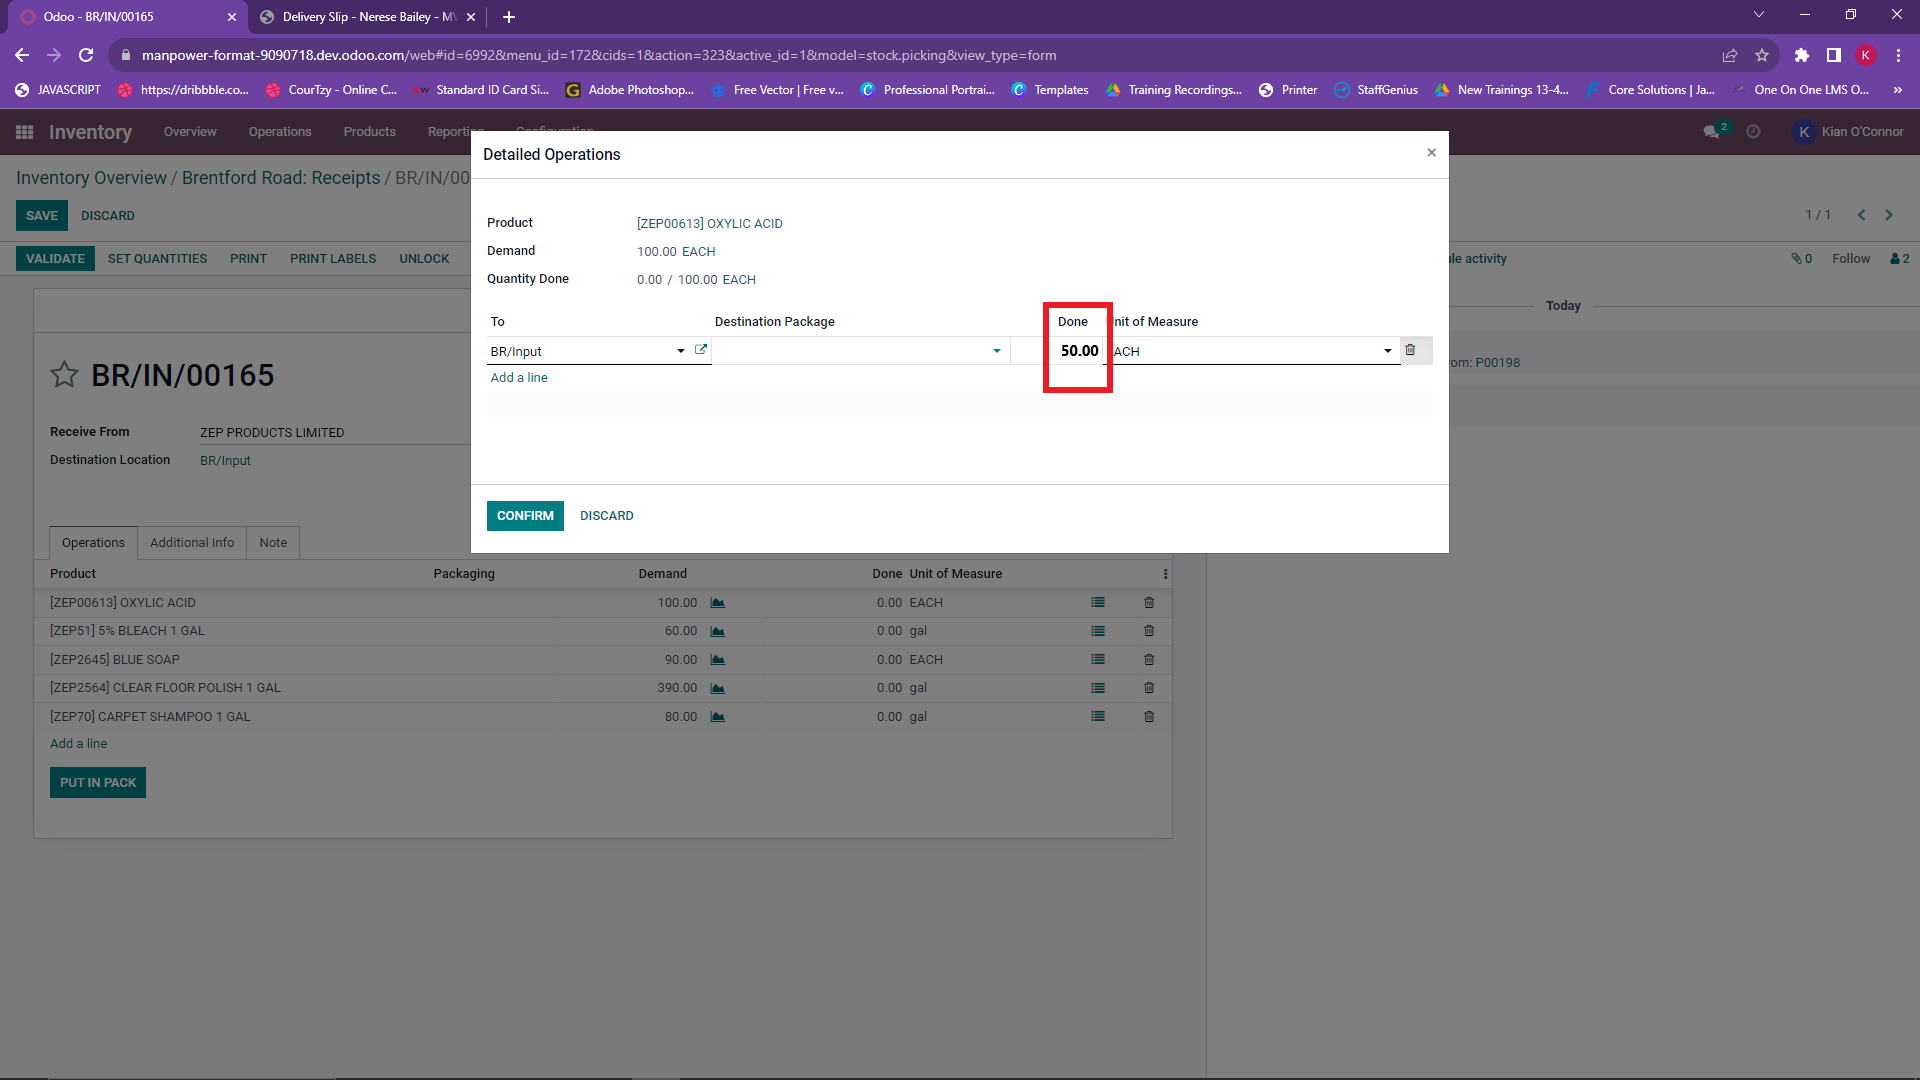 Odoo - BR/IN/00165
Delivery Slip - Nerese Bailey - M
manpower-format-9090718.dev.odoo.com/web#id=6992&menu_id=172&cids=1&action=323&active_id=1&model=stock.picking&view_type=form
K
JAVASCRIPT https://dribbble.co... CourTzy - Online C... Standard ID Card Si... Adobe Photoshop... Free Vector | Free v... Professional Portrai... Templates Training Recordings... Printer StaffGenius New Trainings 13-4... Core Solutions | Ja... One On One LMS O... »
Inventory Overview Operations Products Reporting Configuration 2 K Kian O'Connor
Inventory Overview / Brentford Road: Receipts / BR/IN/00
SAVE DISCARD 1 / 1
VALIDATE SET QUANTITIES PRINT PRINT LABELS UNLOCK le activity 0 Follow 2
Today
om: P00198
BR/IN/00165
Receive From ZEP PRODUCTS LIMITED
Destination Location BR/Input
Detailed Operations ×
Product [ZEP00613] OXYLIC ACID
Demand 100.00 EACH
Quantity Done 0.00 / 100.00 EACH
To Destination Package Done Unit of Measure
BR/Input 50.00 ACH
Add a line
CONFIRM DISCARD
Operations Additional Info Note
Product Packaging Demand Done Unit of Measure
[ZEP00613] OXYLIC ACID 100.00 0.00 EACH
[ZEP51] 5% BLEACH 1 GAL 60.00 0.00 gal
[ZEP2645] BLUE SOAP 90.00 0.00 EACH
[ZEP2564] CLEAR FLOOR POLISH 1 GAL 390.00 0.00 gal
[ZEP70] CARPET SHAMPOO 1 GAL 80.00 0.00 gal
Add a line
PUT IN PACK